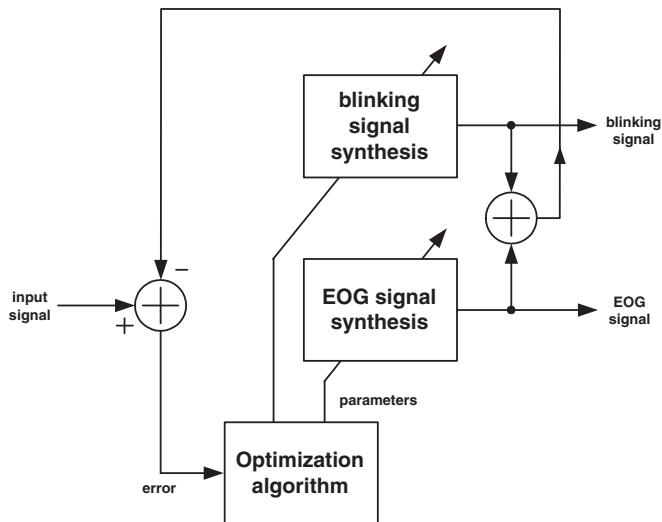 blinking
signal
synthesis
blinking
signal
−
input
signal
+
EOG signal
synthesis
EOG
signal
parameters
Optimization
algorithm
error